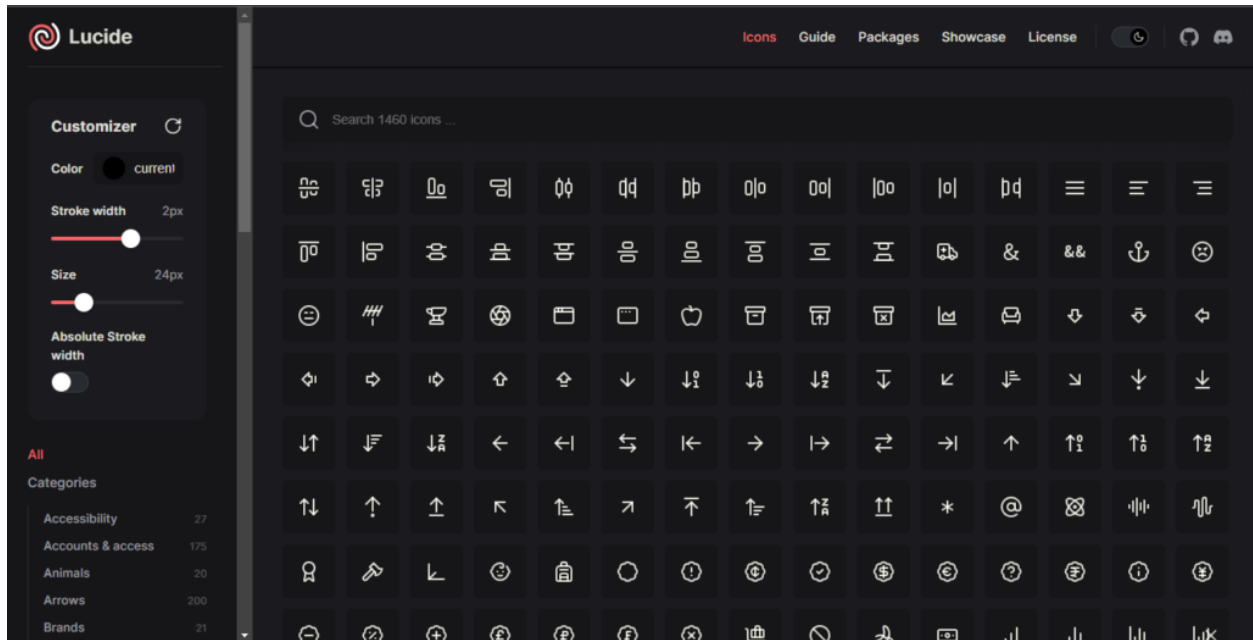 Lucide
Icons Guide Packages Showcase License
Customizer
Search 1460 icons ...
Color current
Stroke width 2px
Size 24px
Absolute Stroke
width
All
Categories
Accessibility 27
Accounts & access 175
Animals 20
Arrows 200
Brands 21